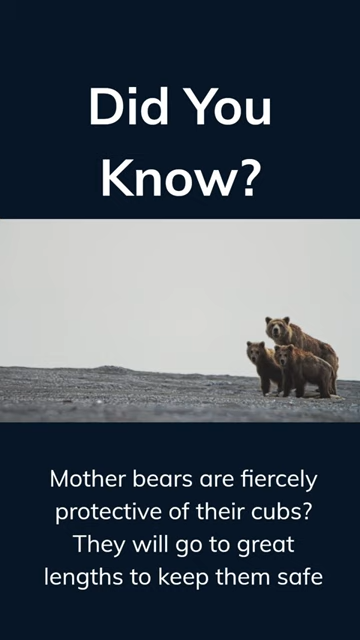 Did You
Know?
Mother bears are fiercely
protective of their cubs?
They will go to great
lengths to keep them safe